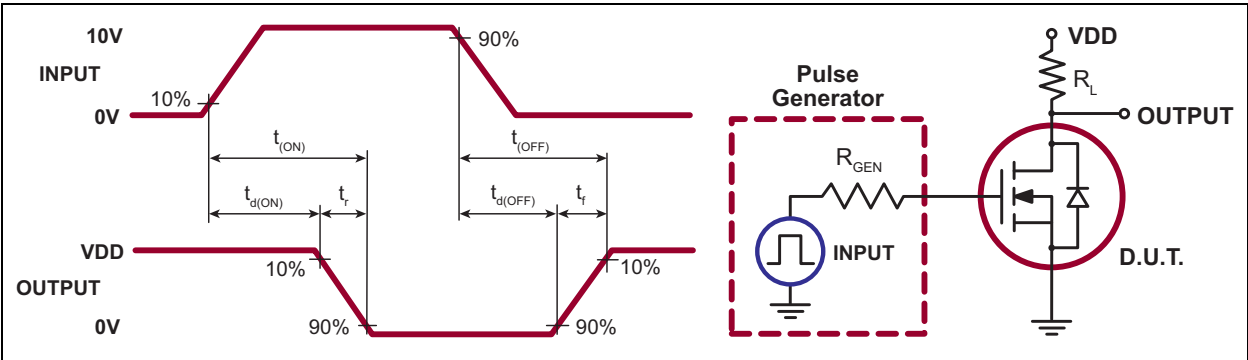 10V
INPUT
0V
10%
90%
t(ON)
t(OFF)
td(ON)
tr
td(OFF)
tf
VDD
OUTPUT
0V
10%
90%
90%
10%
Pulse
Generator
RGEN
INPUT
VDD
RL
OUTPUT
D.U.T.